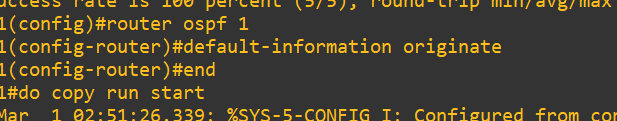 uccess rate is 100 percent (5/5), round-trip min/avg/max
1(config)#router ospf 1
1(config-router)#default-information originate
1(config-router)#end
1#do copy run start
Mar  1 02:51:26.339: %SYS-5-CONFIG_I: Configured from con